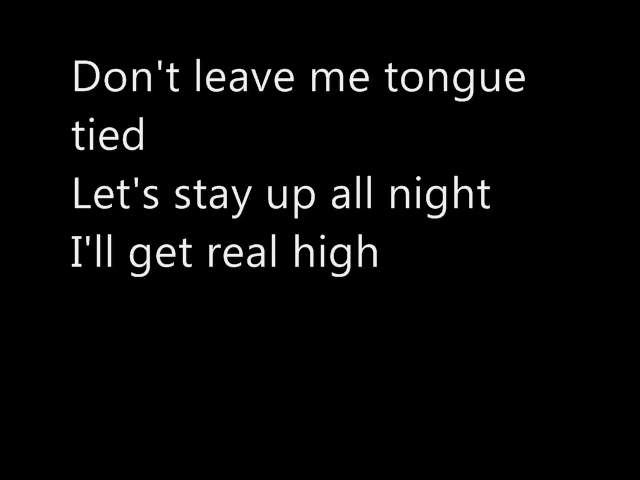 Don't leave me tongue
tied
Let's stay up all night
I'll get real high